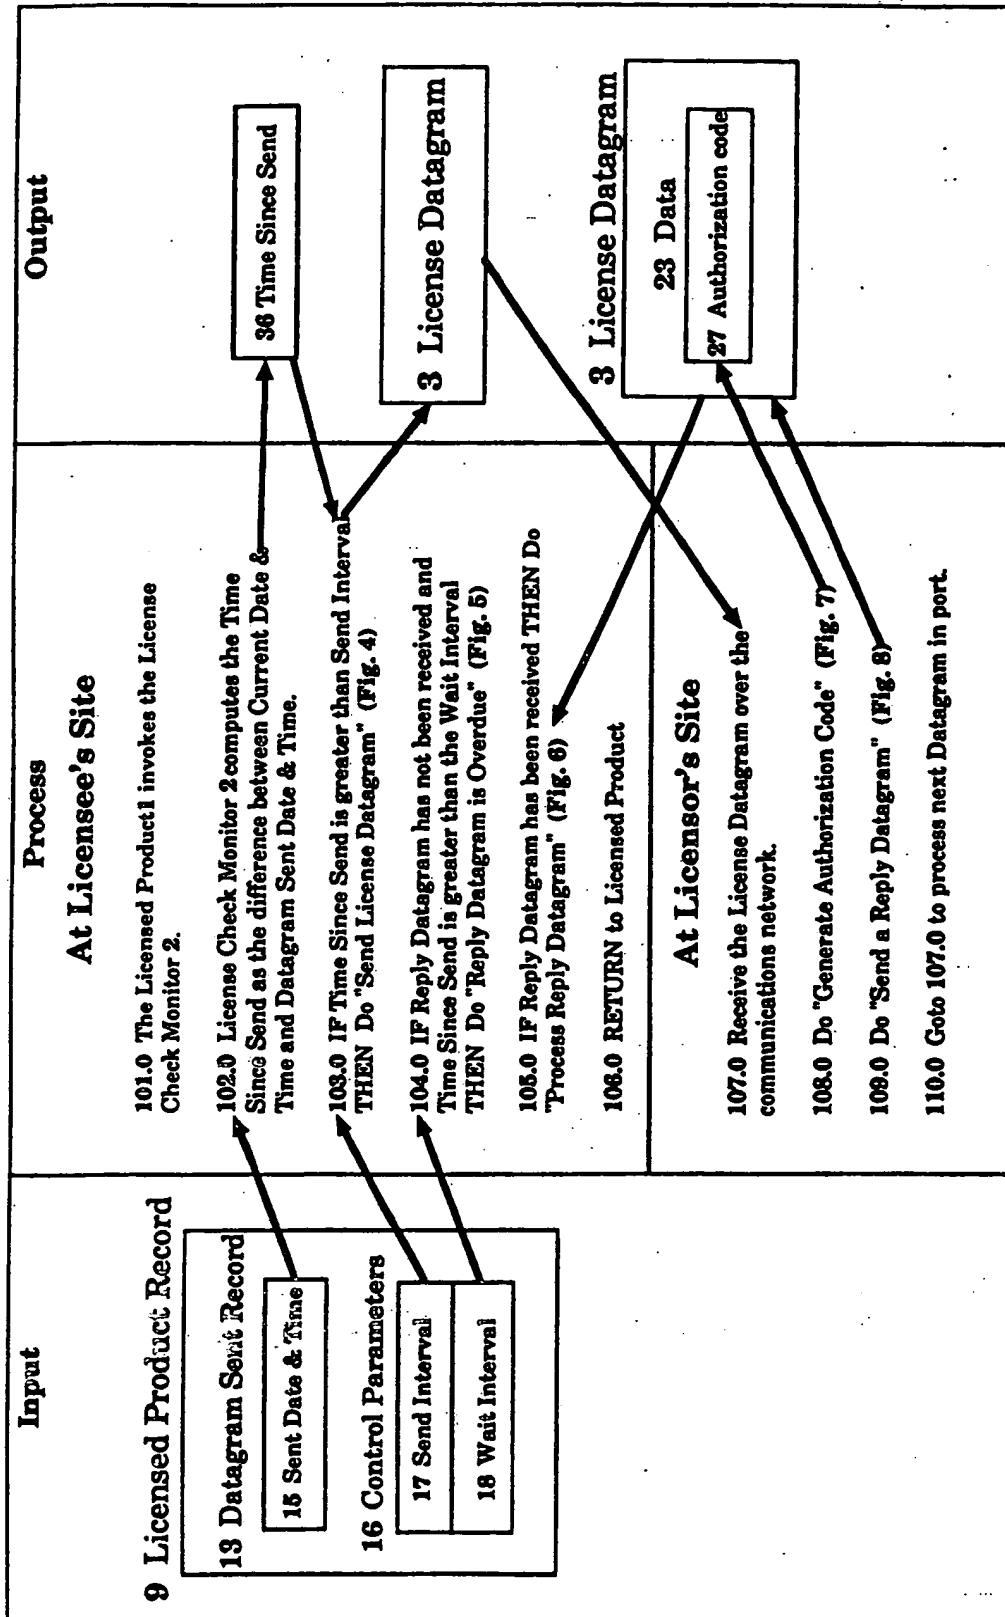 Input
9 Licensed Product Record
13 Datagram Sent Record
15 Sent Date & Time
16 Control Parameters
17 Send Interval
18 Wait Interval
Process
At Licensee's Site
101.0 The Licensed Product1 invokes the License
Check Monitor 2.
102.0 License Check Monitor 2 computes the Time
Since Send as the difference between Current Date &
Time and Datagram Sent Date & Time.
103.0 IF Time Since Send is greater than Send Interval
THEN Do "Send License Datagram" (Fig. 4)
104.0 IF Reply Datagram has not been received and
Time Since Send is greater than the Wait Interval
THEN Do "Reply Datagram is Overdue" (Fig. 5)
105.0 IF Reply Datagram has been received THEN Do
"Process Reply Datagram" (Fig. 6)
106.0 RETURN to Licensed Product
At Licensor's Site
107.0 Receive the License Datagram over the
communications network.
108.0 Do "Generate Authorization Code" (Fig. 7)
109.0 Do "Send a Reply Datagram" (Fig. 8)
110.0 Goto 107.0 to process next Datagram in port.
Output
36 Time Since Send
3 License Datagram
3 License Datagram
23 Data
27 Authorization code